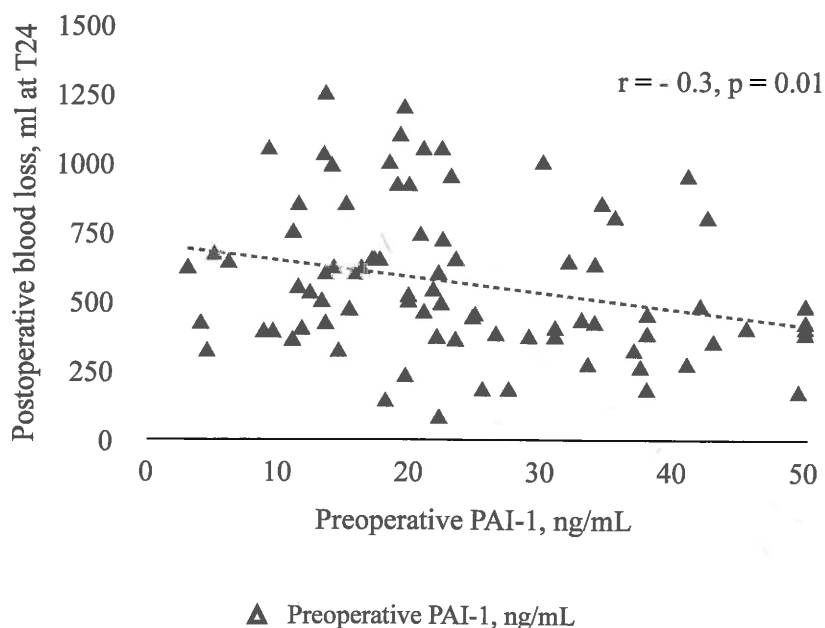 Postoperative blood loss, ml at T24
1500
1250
1000
750
500
250
0
r = - 0.3, p = 0.01
0 10 20 30 40 50
Preoperative PAI-1, ng/mL
Preoperative PAI-1, ng/mL